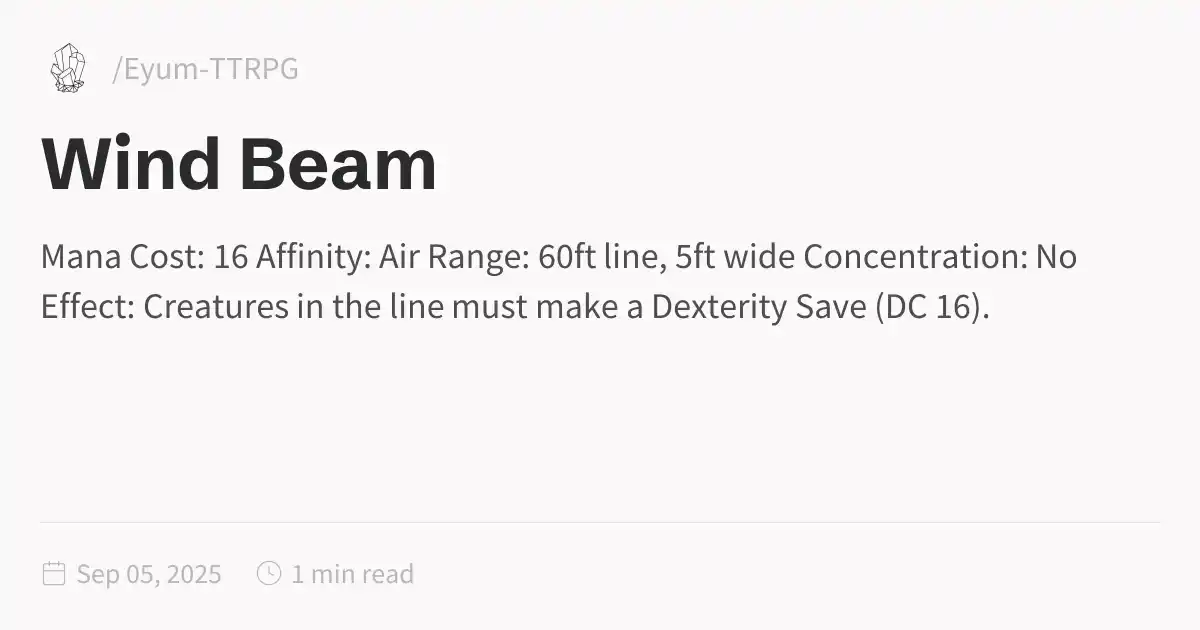 /Eyum-TTRPG
Wind Beam
Mana Cost: 16 Affinity: Air Range: 60ft line, 5ft wide Concentration: No
Effect: Creatures in the line must make a Dexterity Save (DC 16).
Sep 05, 2025 1 min read